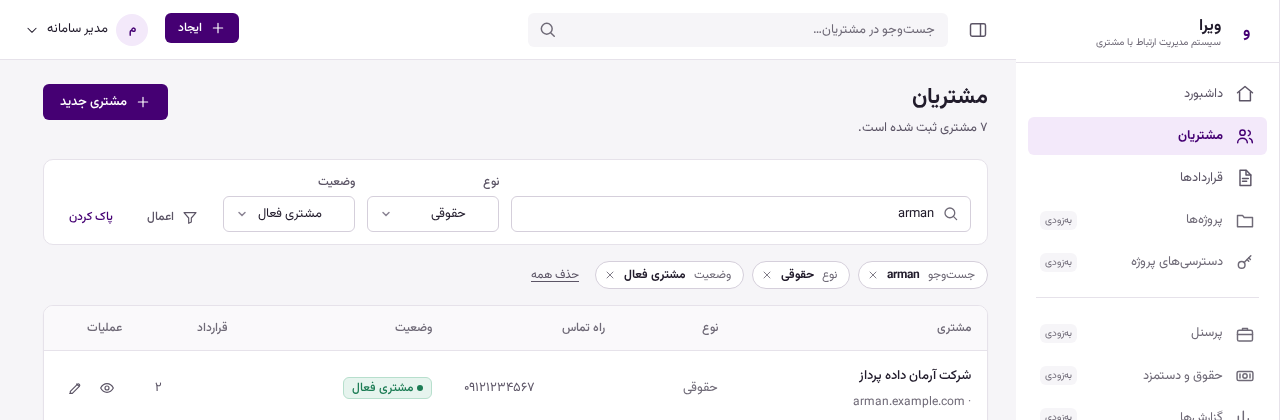 و
ویرا
سیستم مدیریت ارتباط با مشتری
داشبورد
مشتریان
قراردادها
پروژه‌ها
به‌زودی
دسترسی‌های پروژه
به‌زودی
پرسنل
به‌زودی
حقوق و دستمزد
به‌زودی
گزارش‌ها
به‌زودی
جست‌وجو در مشتریان...
ایجاد
م
مدیر سامانه
مشتریان
۷ مشتری ثبت شده است.
مشتری جدید
نوع
وضعیت
arman
حقوقی
مشتری فعال
اعمال
پاک کردن
جست‌وجو arman
نوع حقوقی
وضعیت مشتری فعال
حذف همه
مشتری نوع راه تماس وضعیت قرارداد عملیات
شرکت آرمان داده پرداز
· arman.example.com
حقوقی
۰۹۱۲۱۲۳۴۵۶۷
مشتری فعال
۲